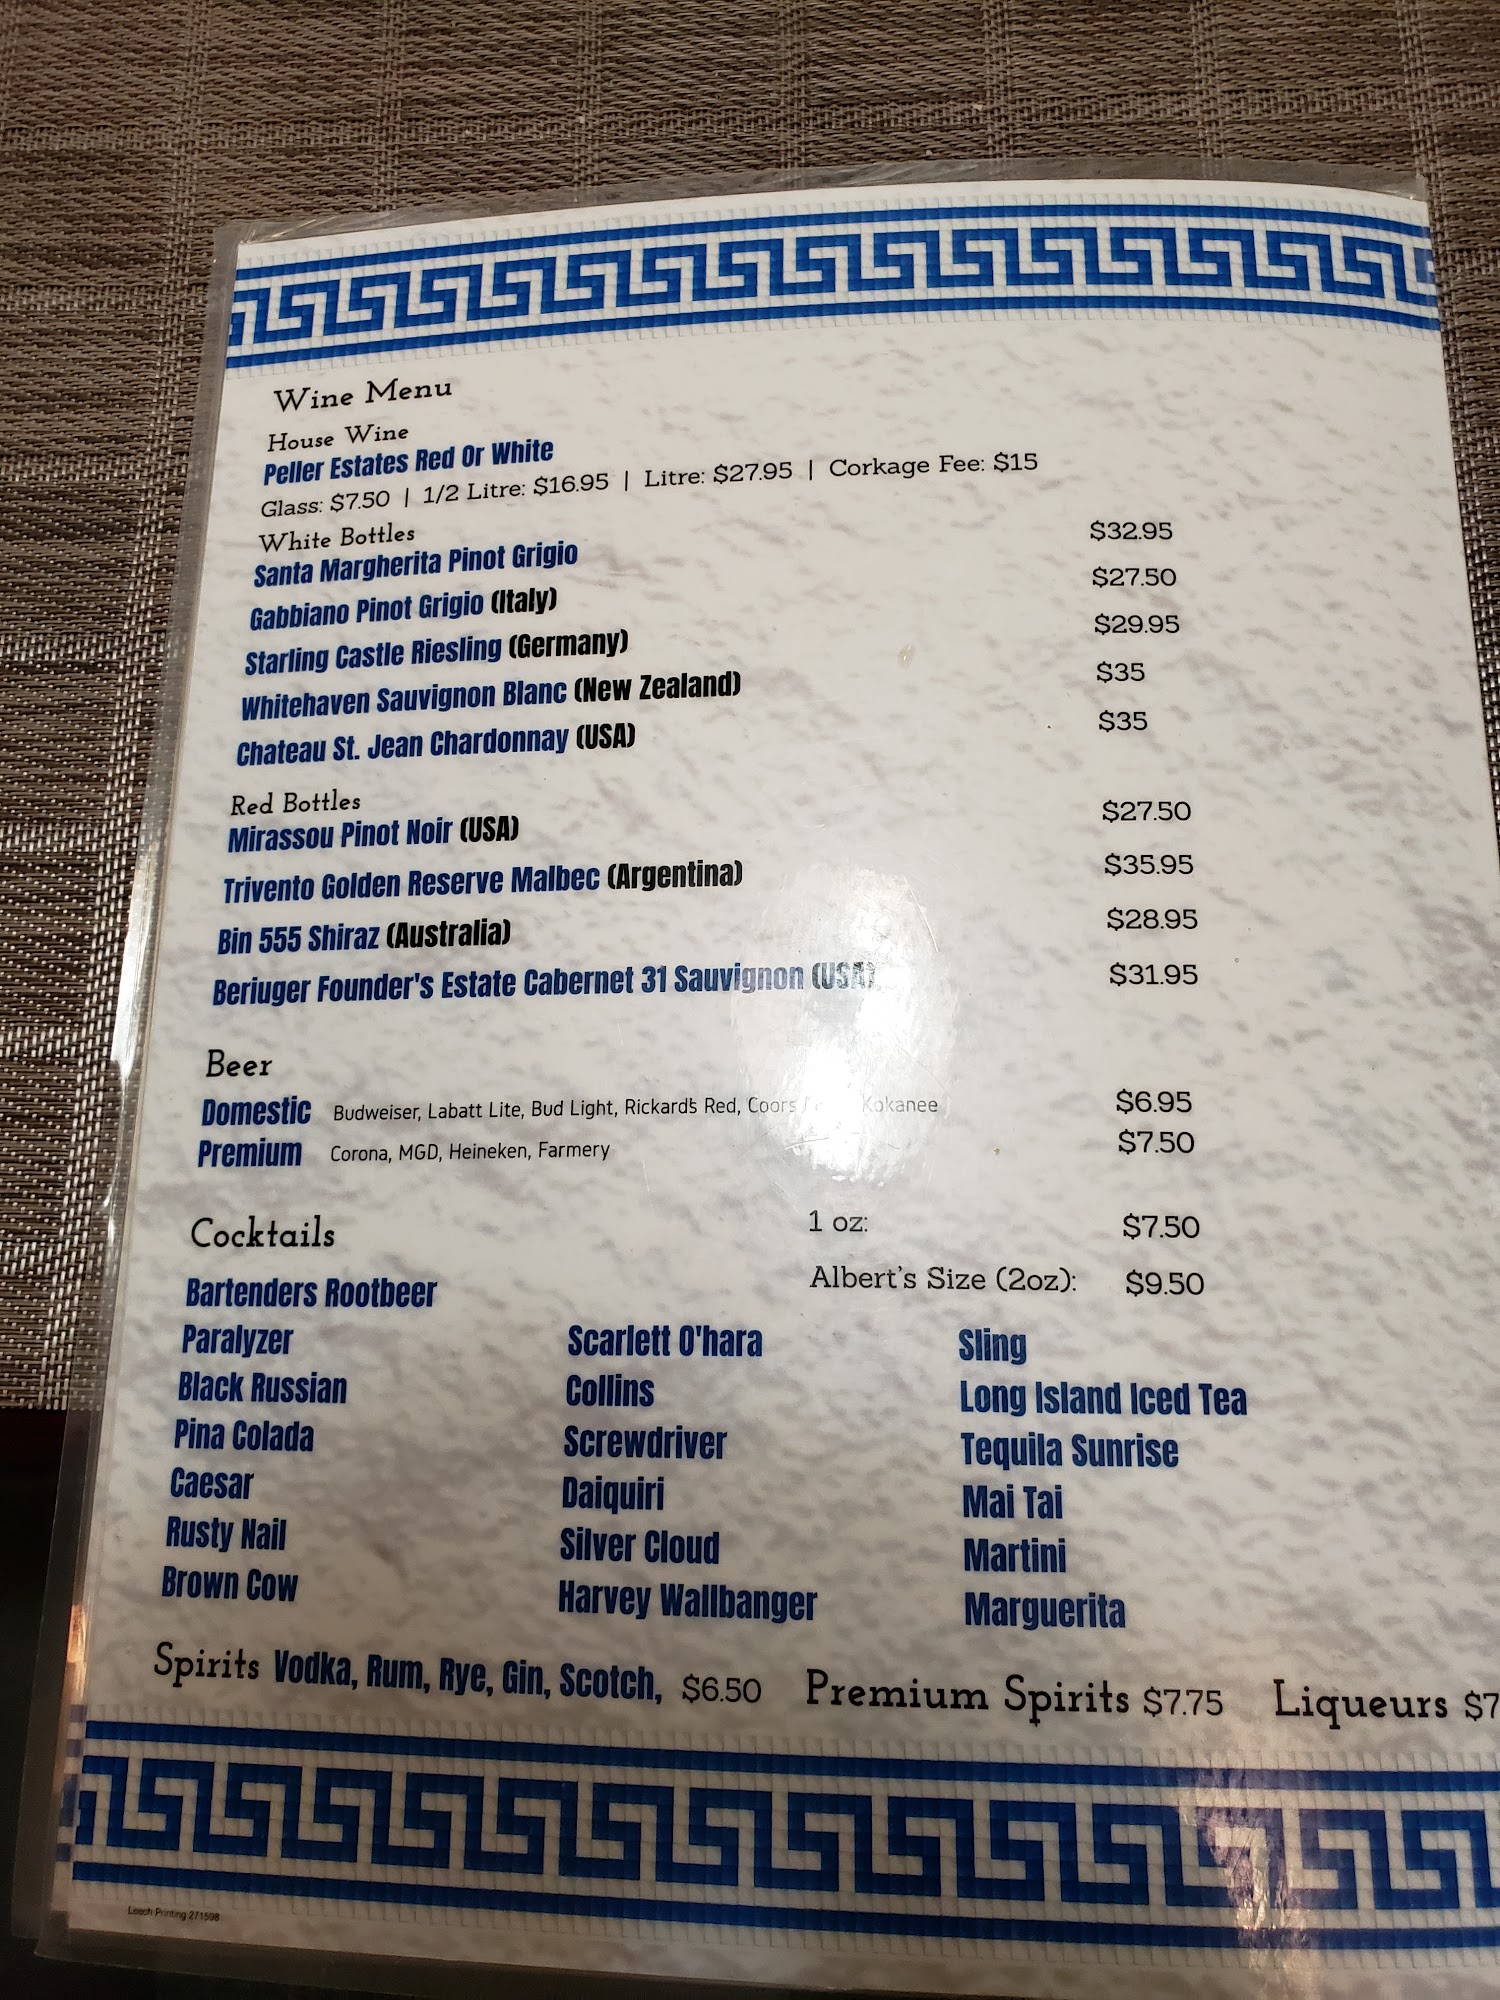 Wine Menu
House Wine
Peller Estates Red Or White
Glass: $7.50 | 1/2 Litre: $16.95 | Litre: $27.95 | Corkage Fee: $15
White Bottles
Santa Margherita Pinot Grigio $32.95
Gabbiano Pinot Grigio (Italy) $27.50
Starling Castle Riesling (Germany) $29.95
Whitehaven Sauvignon Blanc (New Zealand) $35
Chateau St. Jean Chardonnay (USA) $35
Red Bottles
Mirassou Pinot Noir (USA) $27.50
Trivento Golden Reserve Malbec (Argentina) $35.95
Bin 555 Shiraz (Australia) $28.95
Beriuger Founder's Estate Cabernet 31 Sauvignon (USA) $31.95
Beer
Domestic Budweiser, Labatt Lite, Bud Light, Rickard's Red, Coors Kokanee $6.95
Premium Corona, MGD, Heineken, Farmery $7.50
Cocktails 1 oz: $7.50
Bartenders Rootbeer Albert's Size (2oz): $9.50
Paralyzer Scarlett O'hara Sling
Black Russian Collins Long Island Iced Tea
Pina Colada Screwdriver Tequila Sunrise
Caesar Daiquiri Mai Tai
Rusty Nail Silver Cloud Martini
Brown Cow Harvey Wallbanger Marguerita
Spirits Vodka, Rum, Rye, Gin, Scotch, $6.50 Premium Spirits $7.75 Liqueurs $7
Leech Printing 271598